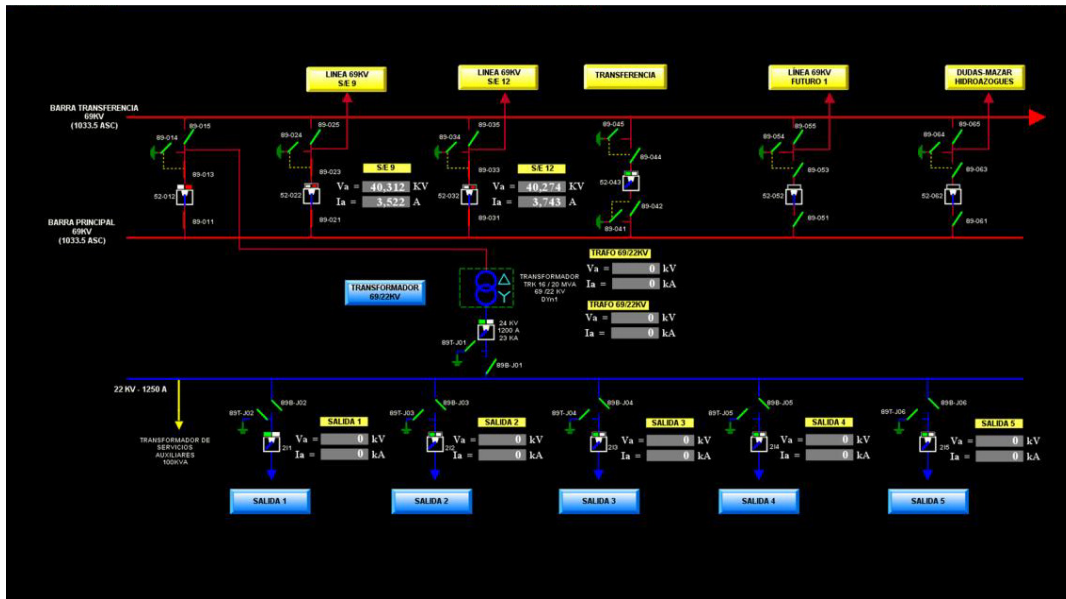 LINEA 69KV
S/E 9
LINEA 69KV
S/E 12
TRANSFERENCIA
LÍNEA 69KV
FUTURO 1
DUDAS-MAZAR
HIDROAZOGUES
BARRA TRANSFERENCIA
69KV
(1033.5 ASC)
89-014
89-015
89-024
89-025
89-034
89-035
89-045
89-054
89-055
89-064
89-065
89-044
89-013
89-023
89-033
89-053
89-063
S/E 9
Va = 40,312 KV
Ia = 3,522 A
S/E 12
Va = 40,274 KV
Ia = 3,743 A
52-012
52-022
52-032
52-043
52-052
52-062
89-042
89-041
89-011
89-021
89-031
89-051
89-061
BARRA PRINCIPAL
69KV
(1033.5 ASC)
TRANSFORMADOR
69/22KV
TRANSFORMADOR
TRK 16 / 20 MVA
69 /22 KV
DYn1
TRAFO 69/22KV
Va = 0 kV
Ia = 0 kA
TRAFO 69/22KV
Va = 0 kV
Ia = 0 kA
24 KV
1200 A
23 KA
89T-J01
89B-J01
22 KV - 1250 A
89T-J02
89B-J02
89T-J03
89B-J03
89T-J04
89B-J04
89T-J05
89B-J05
89T-J06
89B-J06
TRANSFORMADOR DE
SERVICIOS
AUXILIARES
100KVA
SALIDA 1
Va = 0 kV
Ia = 0 kA
211
SALIDA 2
Va = 0 kV
Ia = 0 kA
212
SALIDA 3
Va = 0 kV
Ia = 0 kA
213
SALIDA 4
Va = 0 kV
Ia = 0 kA
214
SALIDA 5
Va = 0 kV
Ia = 0 kA
215
SALIDA 1
SALIDA 2
SALIDA 3
SALIDA 4
SALIDA 5